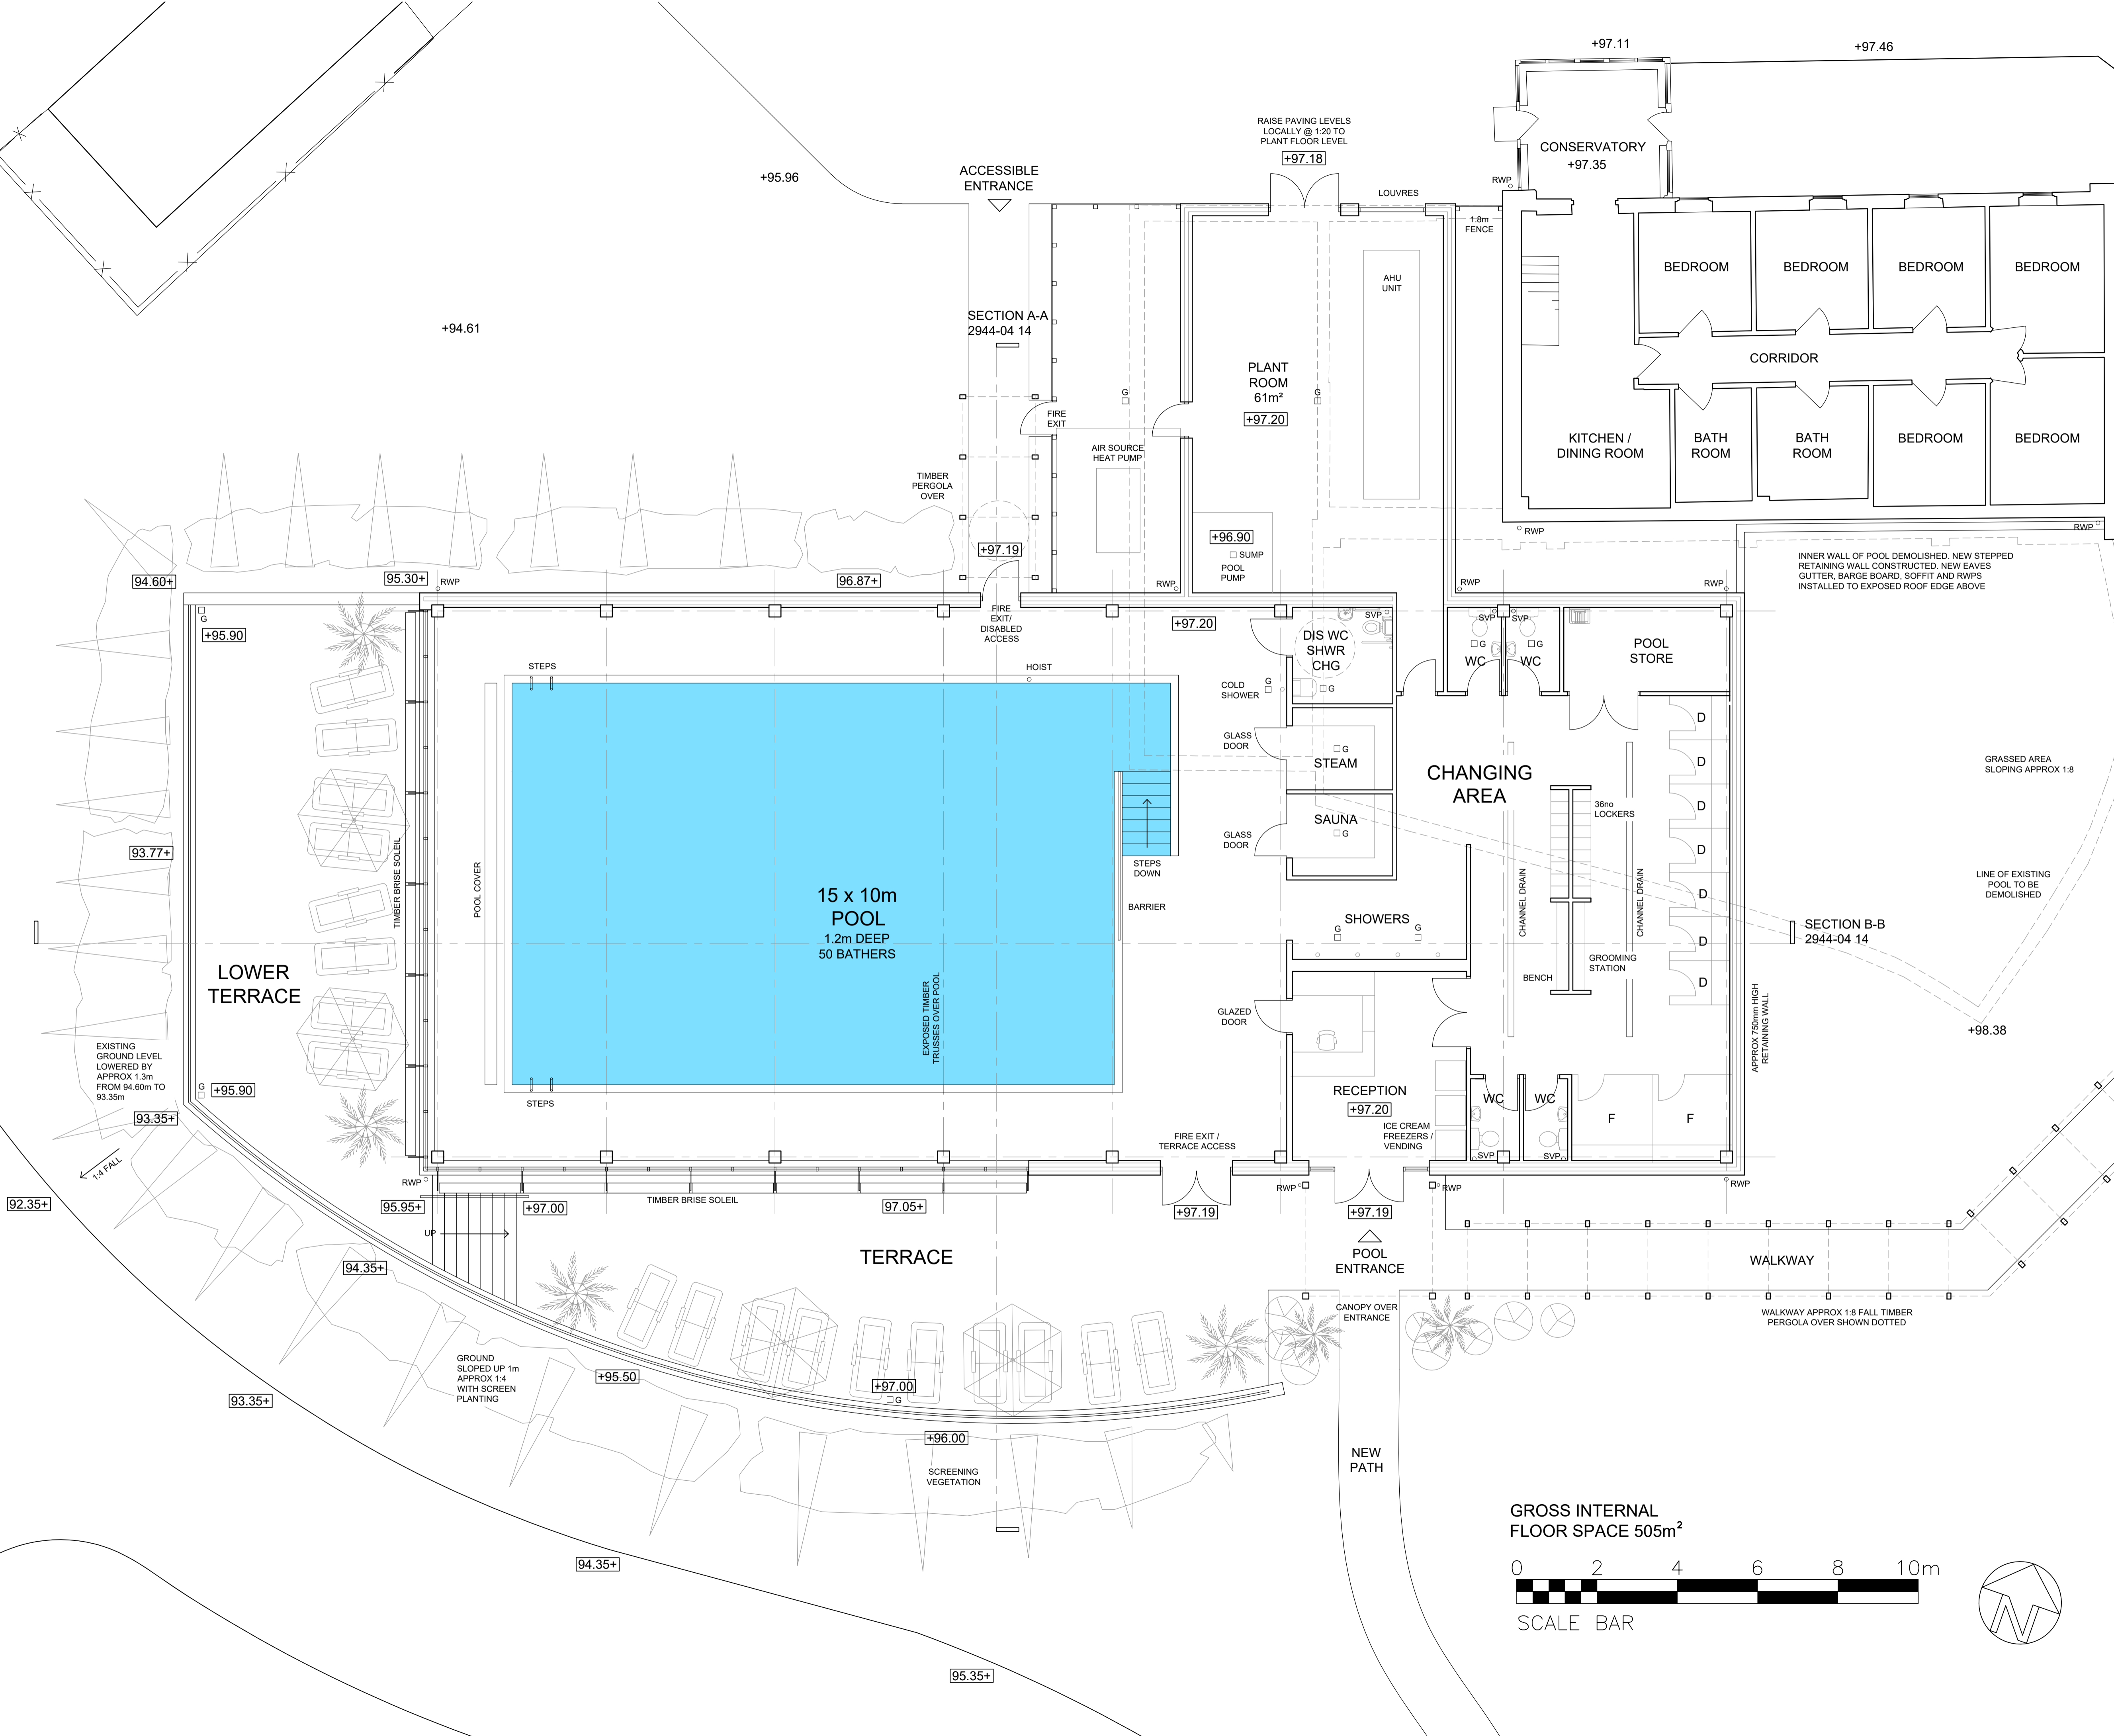 +97.11
+97.46
RAISE PAVING LEVELS
LOCALLY @ 1:20 TO
PLANT FLOOR LEVEL
+97.18
CONSERVATORY
+97.35
+95.96
ACCESSIBLE
ENTRANCE
LOUVRES
RWP
1.8m
FENCE
BEDROOM
BEDROOM
BEDROOM
BEDROOM
AHU
UNIT
SECTION A-A
2944-04 14
+94.61
PLANT
ROOM
61m²
+97.20
CORRIDOR
G
G
FIRE
EXIT
AIR SOURCE
HEAT PUMP
KITCHEN /
DINING ROOM
BATH
ROOM
BATH
ROOM
BEDROOM
BEDROOM
TIMBER
PERGOLA
OVER
+96.90
SUMP
POOL
PUMP
RWP
RWP
+97.19
INNER WALL OF POOL DEMOLISHED. NEW STEPPED
RETAINING WALL CONSTRUCTED. NEW EAVES
GUTTER, BARGE BOARD, SOFFIT AND RWPS
INSTALLED TO EXPOSED ROOF EDGE ABOVE
94.60+
95.30+
RWP
96.87+
RWP
RWP
RWP
G
+95.90
FIRE
EXIT/
DISABLED
ACCESS
+97.20
DIS WC
SHWR
CHG
SVP
G
SVP
SVP
G
G
WC
WC
POOL
STORE
STEPS
HOIST
COLD
SHOWER
G
GLASS
DOOR
G
STEAM
CHANGING
AREA
D
D
D
D
D
D
D
GRASSED AREA
SLOPING APPROX 1:8
36no
LOCKERS
SAUNA
G
GLASS
DOOR
93.77+
TIMBER BRISE SOLEIL
POOL COVER
15 x 10m
POOL
1.2m DEEP
50 BATHERS
STEPS
DOWN
BARRIER
EXPOSED TIMBER
TRUSSES OVER POOL
SHOWERS
G
G
CHANNEL DRAIN
CHANNEL DRAIN
LINE OF EXISTING
POOL TO BE
DEMOLISHED
SECTION B-B
2944-04 14
LOWER
TERRACE
GROOMING
STATION
BENCH
GLAZED
DOOR
APPROX 750mm HIGH
RETAINING WALL
+98.38
EXISTING
GROUND LEVEL
LOWERED BY
APPROX 1.3m
FROM 94.60m TO
93.35m
G
+95.90
93.35+
STEPS
RECEPTION
+97.20
WC
WC
F
F
ICE CREAM
FREEZERS /
VENDING
SVP
SVP
FIRE EXIT /
TERRACE ACCESS
1:4 FALL
92.35+
RWP
95.95+
+97.00
TIMBER BRISE SOLEIL
97.05+
+97.19
RWP
+97.19
RWP
RWP
UP
TERRACE
POOL
ENTRANCE
WALKWAY
94.35+
CANOPY OVER
ENTRANCE
WALKWAY APPROX 1:8 FALL TIMBER
PERGOLA OVER SHOWN DOTTED
GROUND
SLOPED UP 1m
APPROX 1:4
WITH SCREEN
PLANTING
+95.50
+97.00
G
93.35+
+96.00
SCREENING
VEGETATION
NEW
PATH
94.35+
95.35+
GROSS INTERNAL
FLOOR SPACE 505m²
0 2 4 6 8 10m
SCALE BAR
N